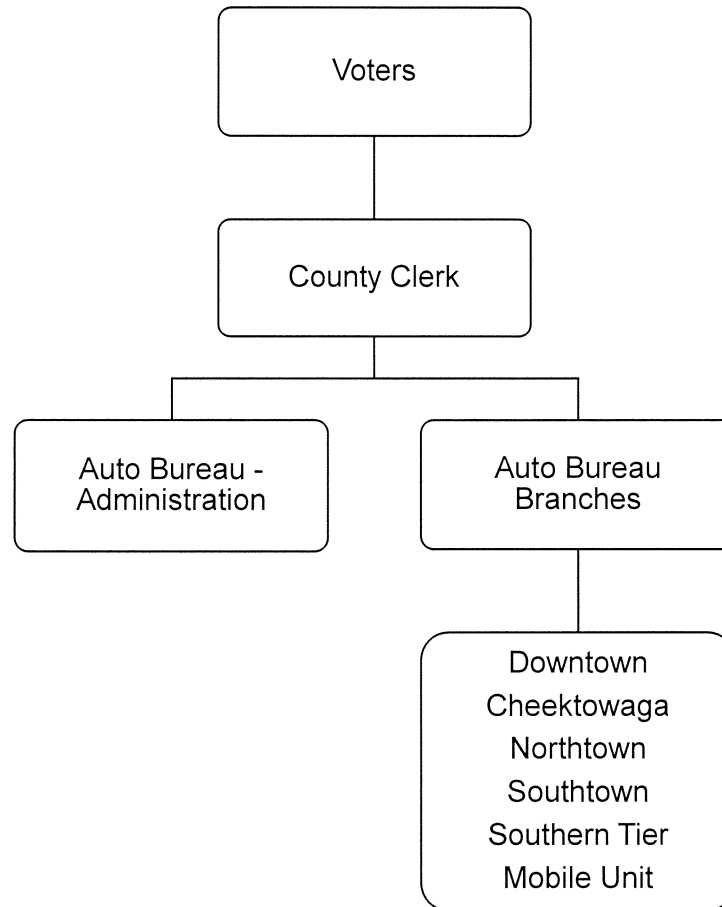 Voters
County Clerk
Auto Bureau -
Administration
Auto Bureau
Branches
Downtown
Cheektowaga
Northtown
Southtown
Southern Tier
Mobile Unit